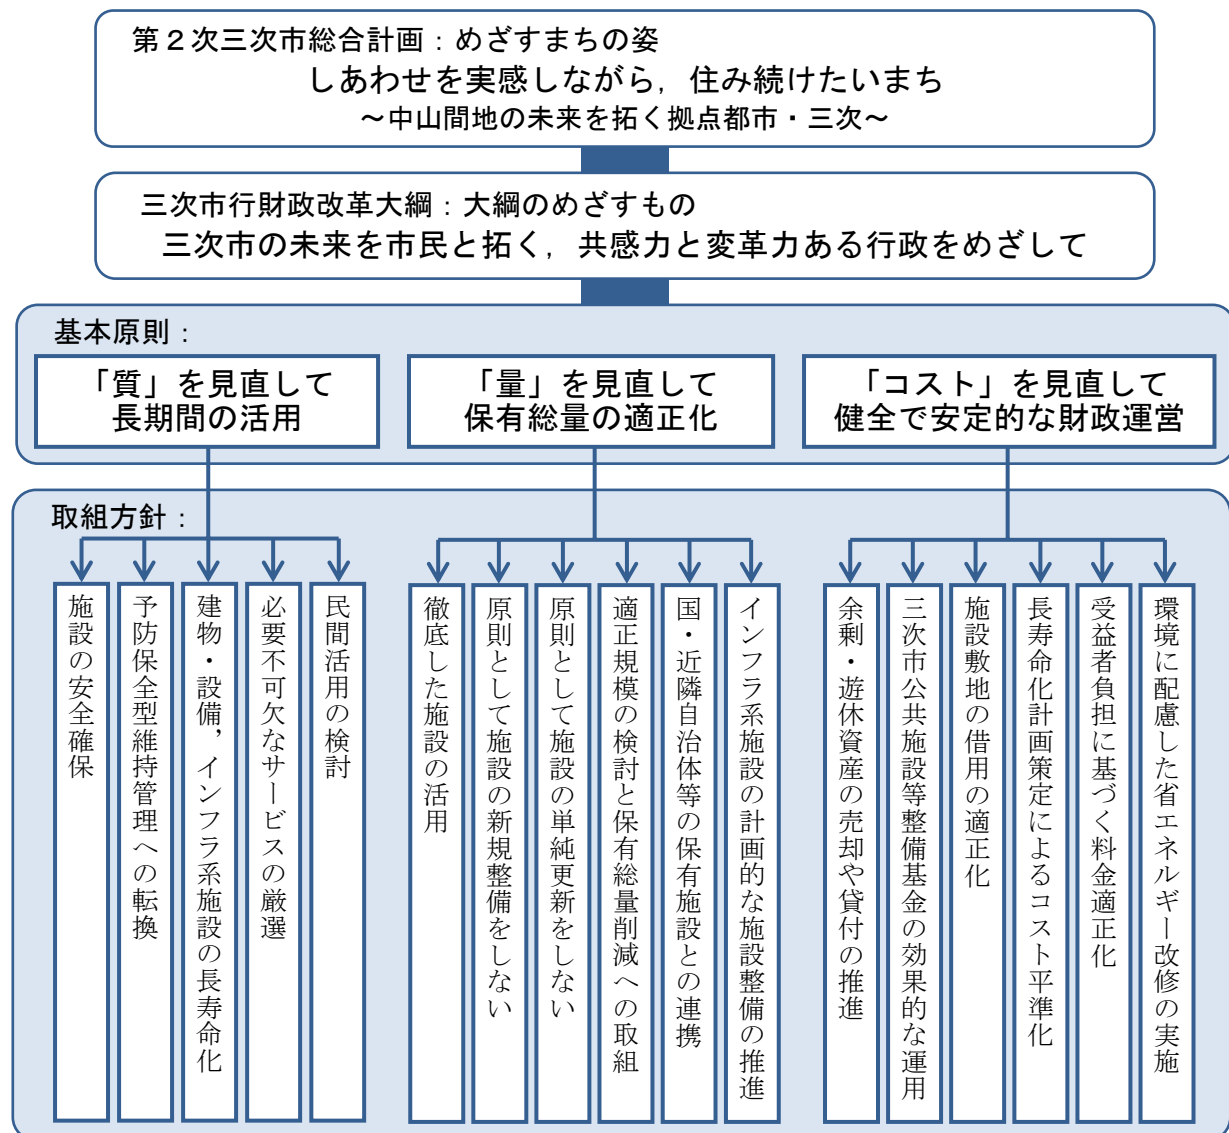 第２次三次市総合計画：めざすまちの姿
しあわせを実感しながら，住み続けたいまち
～中山間地の未来を拓く拠点都市・三次～
三次市行財政改革大綱：大綱のめざすもの
三次市の未来を市民と拓く，共感力と変革力ある行政をめざして
基本原則：
「質」を見直して
長期間の活用
「量」を見直して
保有総量の適正化
「コスト」を見直して
健全で安定的な財政運営
取組方針：
施設の安全確保
予防保全型維持管理への転換
建物・設備，インフラ系施設の長寿命化
必要不可欠なサービスの厳選
民間活用の検討
徹底した施設の活用
原則として施設の新規整備をしない
原則として施設の単純更新をしない
適正規模の検討と保有総量削減への取組
国・近隣自治体等の保有施設との連携
インフラ系施設の計画的な施設整備の推進
余剰・遊休資産の売却や貸付の推進
三次市公共施設等整備基金の効果的な運用
施設敷地の借用の適正化
長寿命化計画策定によるコスト平準化
受益者負担に基づく料金適正化
環境に配慮した省エネルギー改修の実施